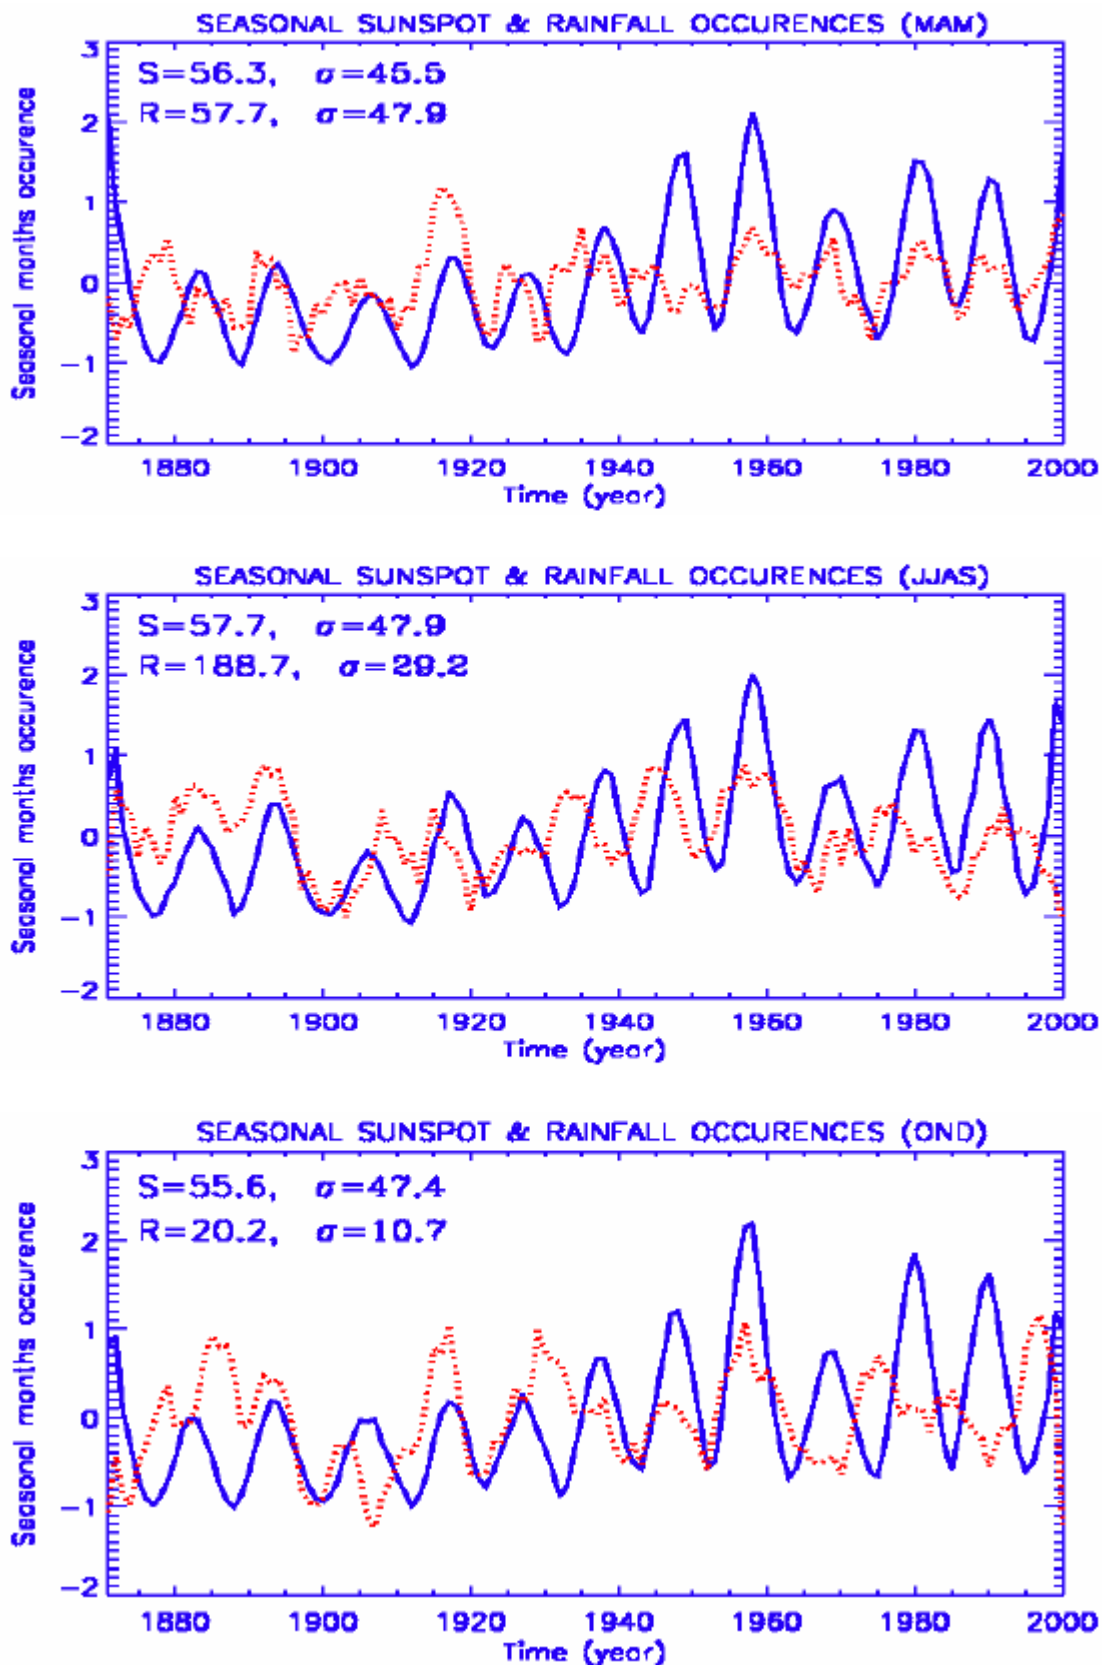 SEASONAL SUNSPOT & RAINFALL OCCURENCES (MAM)
3
S=56.3, σ=45.5
R=57.7, σ=47.9
2
1
0
−1
−2
Seasonal months occurence
1880 1900 1920 1940 1960 1980 2000
Time (year)
SEASONAL SUNSPOT & RAINFALL OCCURENCES (JJAS)
3
S=57.7, σ=47.9
R=188.7, σ=29.2
2
1
0
−1
−2
Seasonal months occurence
1880 1900 1920 1940 1960 1980 2000
Time (year)
SEASONAL SUNSPOT & RAINFALL OCCURENCES (OND)
3
S=55.6, σ=47.4
R=20.2, σ=10.7
2
1
0
−1
−2
Seasonal months occurence
1880 1900 1920 1940 1960 1980 2000
Time (year)